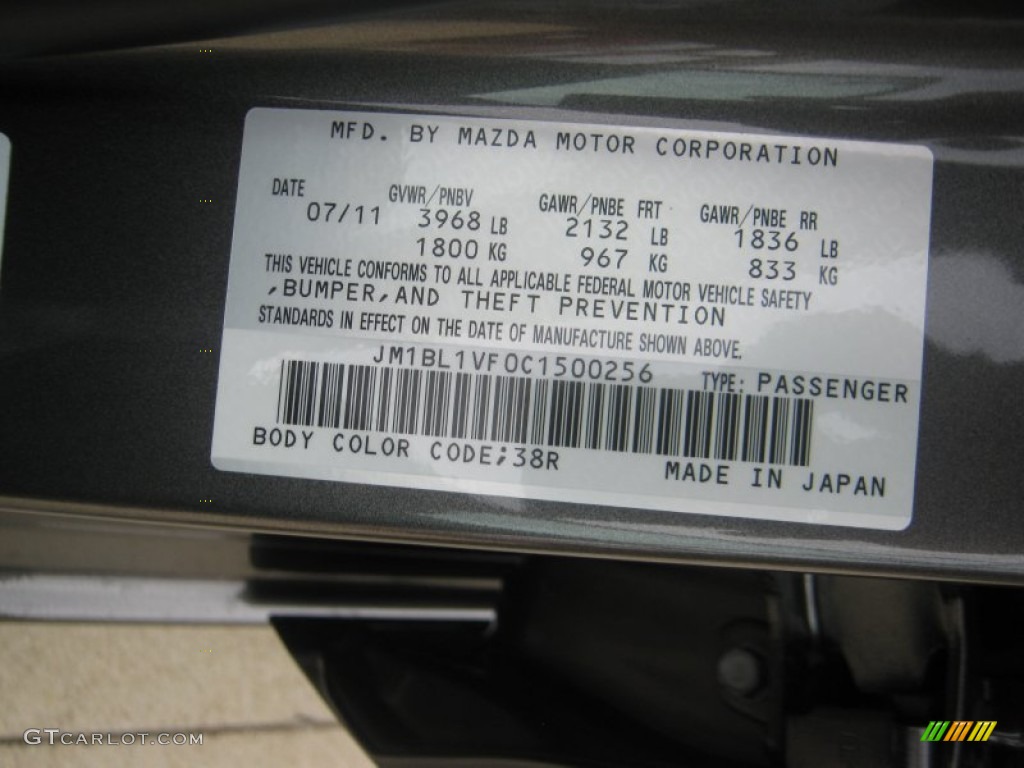 MFD. BY MAZDA MOTOR CORPORATION
DATE GVWR/PNBV GAWR/PNBE FRT GAWR/PNBE RR
07/11 3968 LB 2132 LB 1836 LB
1800 KG 967 KG 833 KG
THIS VEHICLE CONFORMS TO ALL APPLICABLE FEDERAL MOTOR VEHICLE SAFETY
,BUMPER,AND THEFT PREVENTION
STANDARDS IN EFFECT ON THE DATE OF MANUFACTURE SHOWN ABOVE.
JM1BL1VF0C1500256 TYPE: PASSENGER
BODY COLOR CODE;38R MADE IN JAPAN
GTCARLOT.COM